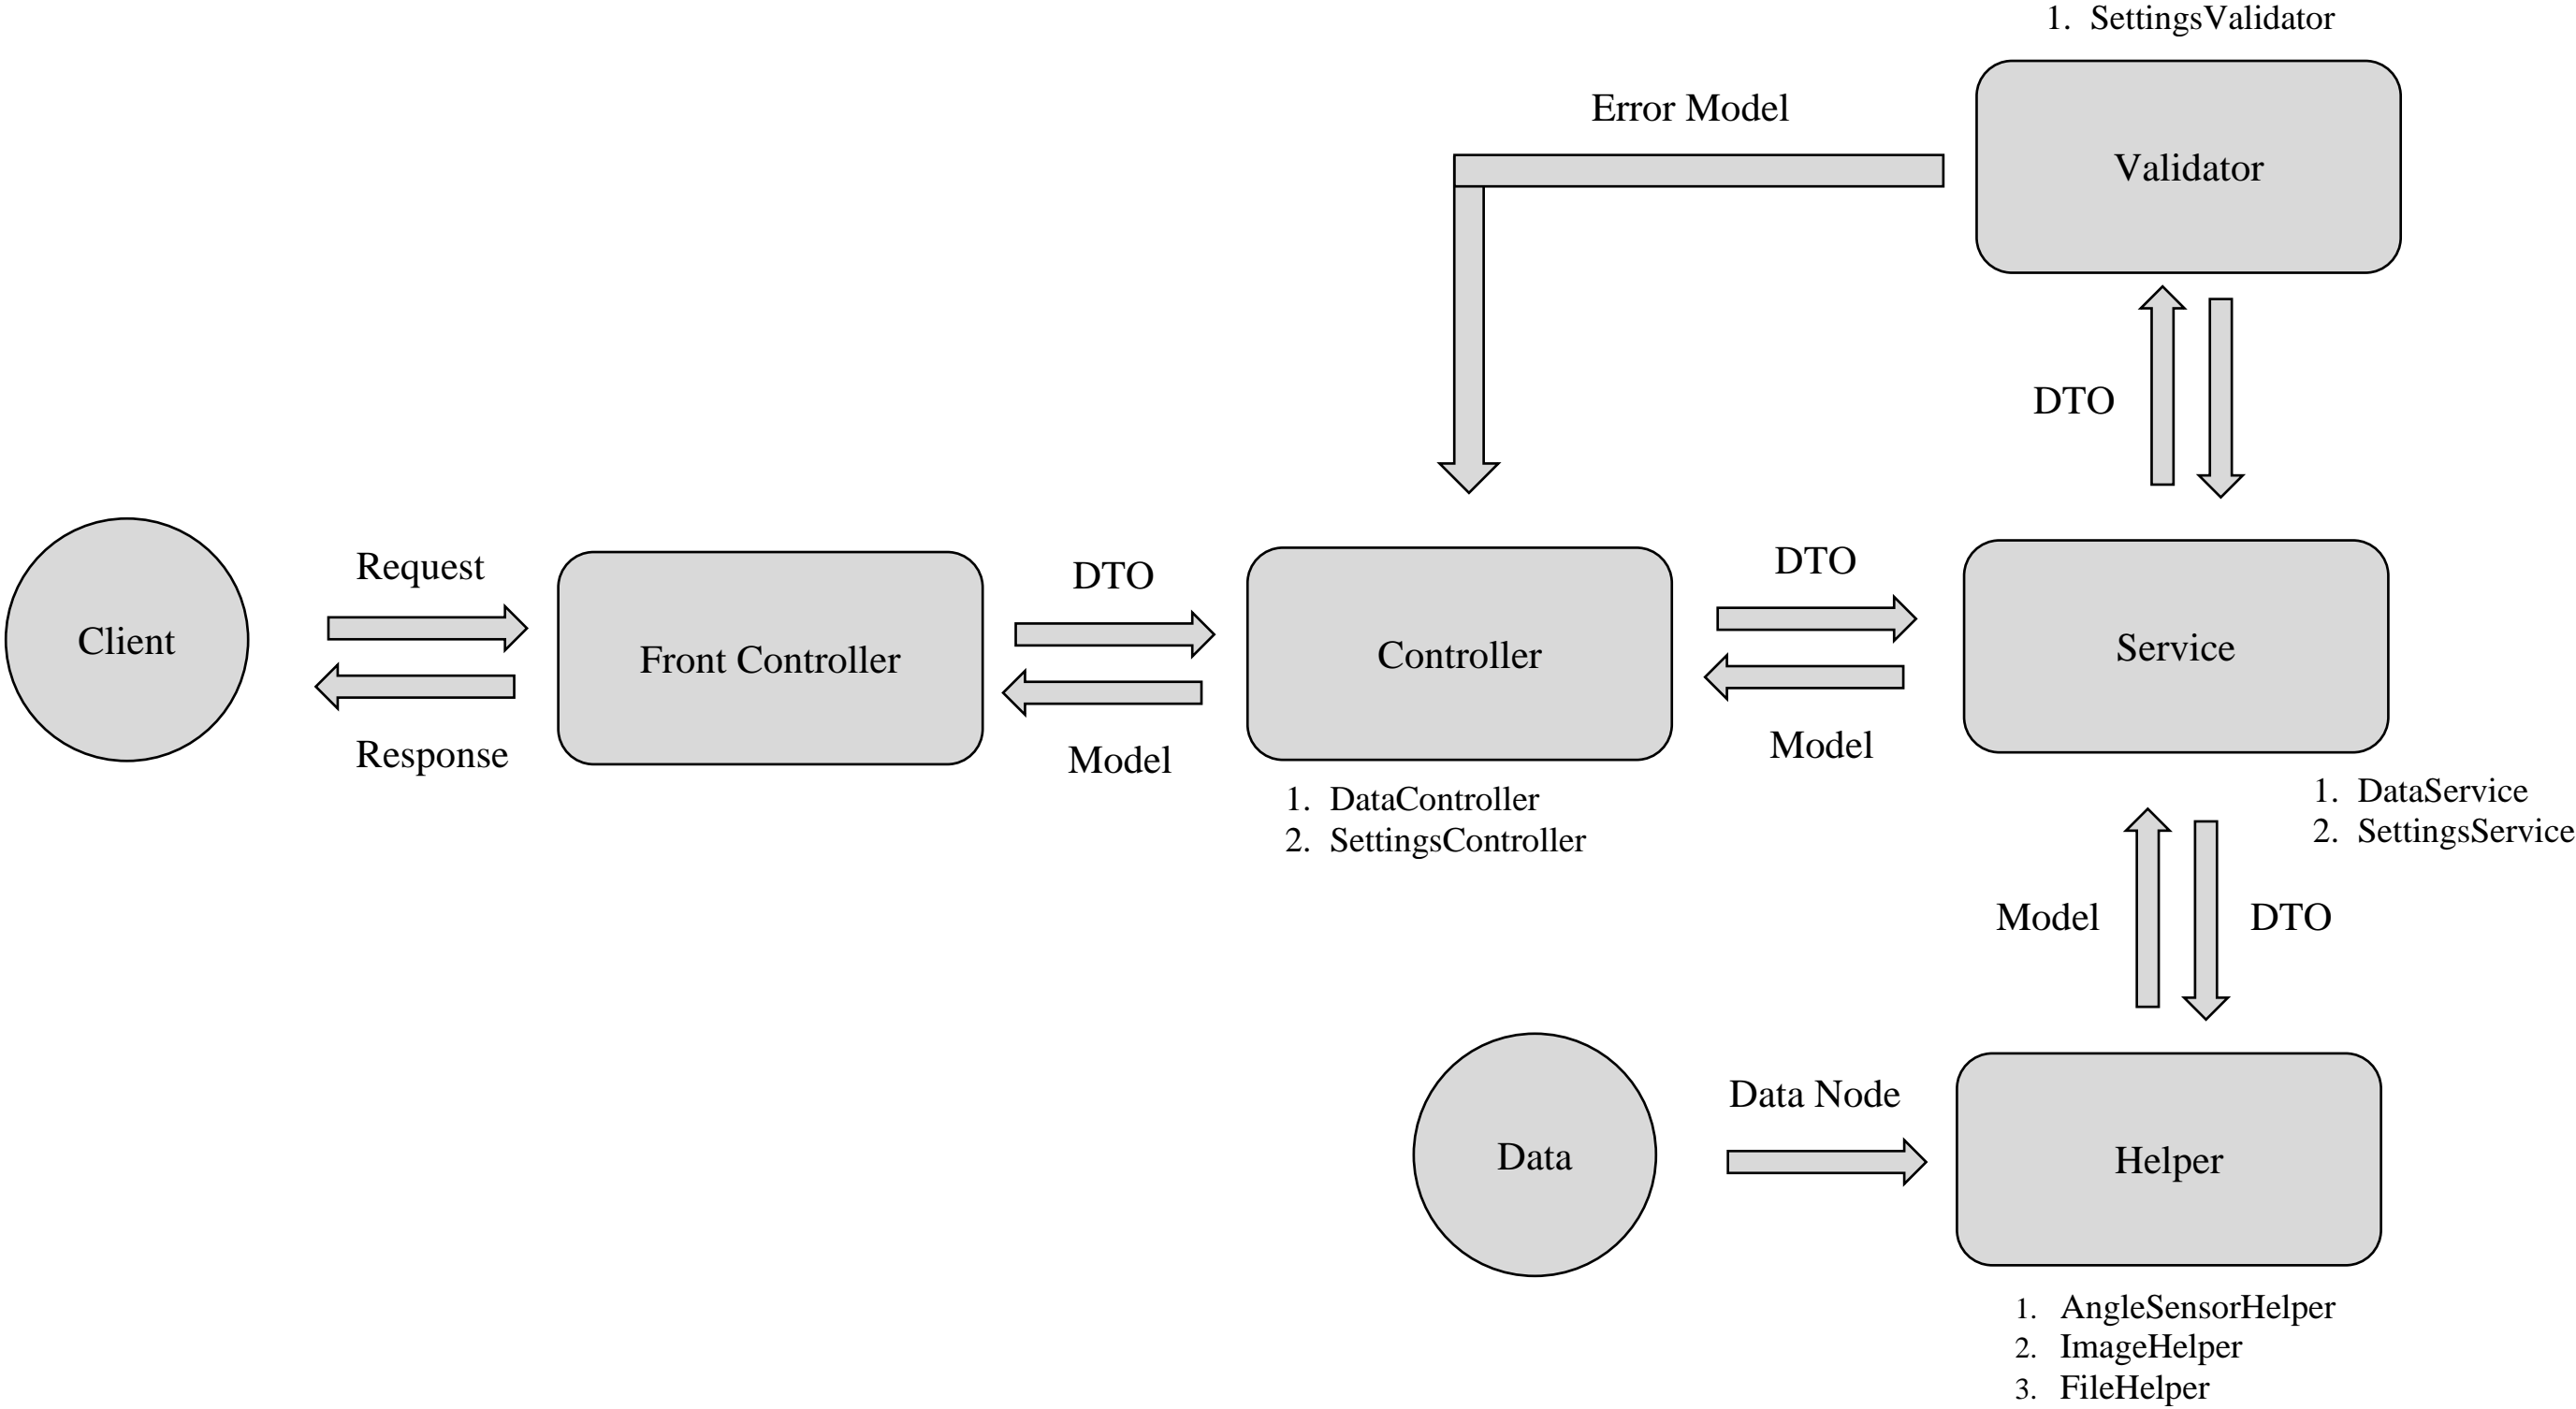 1. SettingsValidator
Error Model
Validator
DTO
Request
DTO
DTO
Client
Front Controller
Controller
Service
Response
Model
Model
1. DataController
2. SettingsController
1. DataService
2. SettingsService
Model
DTO
Data Node
Data
Helper
1. AngleSensorHelper
2. ImageHelper
3. FileHelper